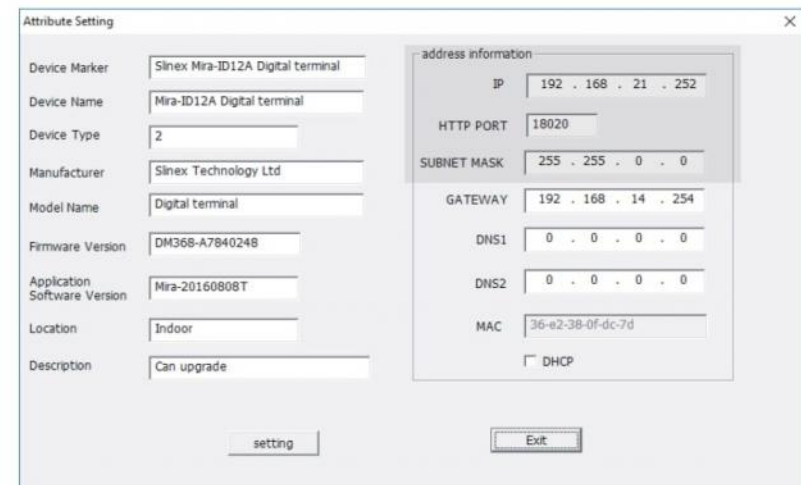 Attribute Setting
Device Marker Slinex Mira-ID12A Digital terminal
Device Name Mira-ID12A Digital terminal
Device Type 2
Manufacturer Slinex Technology Ltd
Model Name Digital terminal
Firmware Version DM368-A7840248
Application
Software Version Mira-20160808T
Location Indoor
Description Can upgrade
setting
address information
IP 192 . 168 . 21 . 252
HTTP PORT 18020
SUBNET MASK 255 . 255 . 0 . 0
GATEWAY 192 . 168 . 14 . 254
DNS1 0 . 0 . 0 . 0
DNS2 0 . 0 . 0 . 0
MAC 36-e2-38-0f-dc-7d
DHCP
Exit